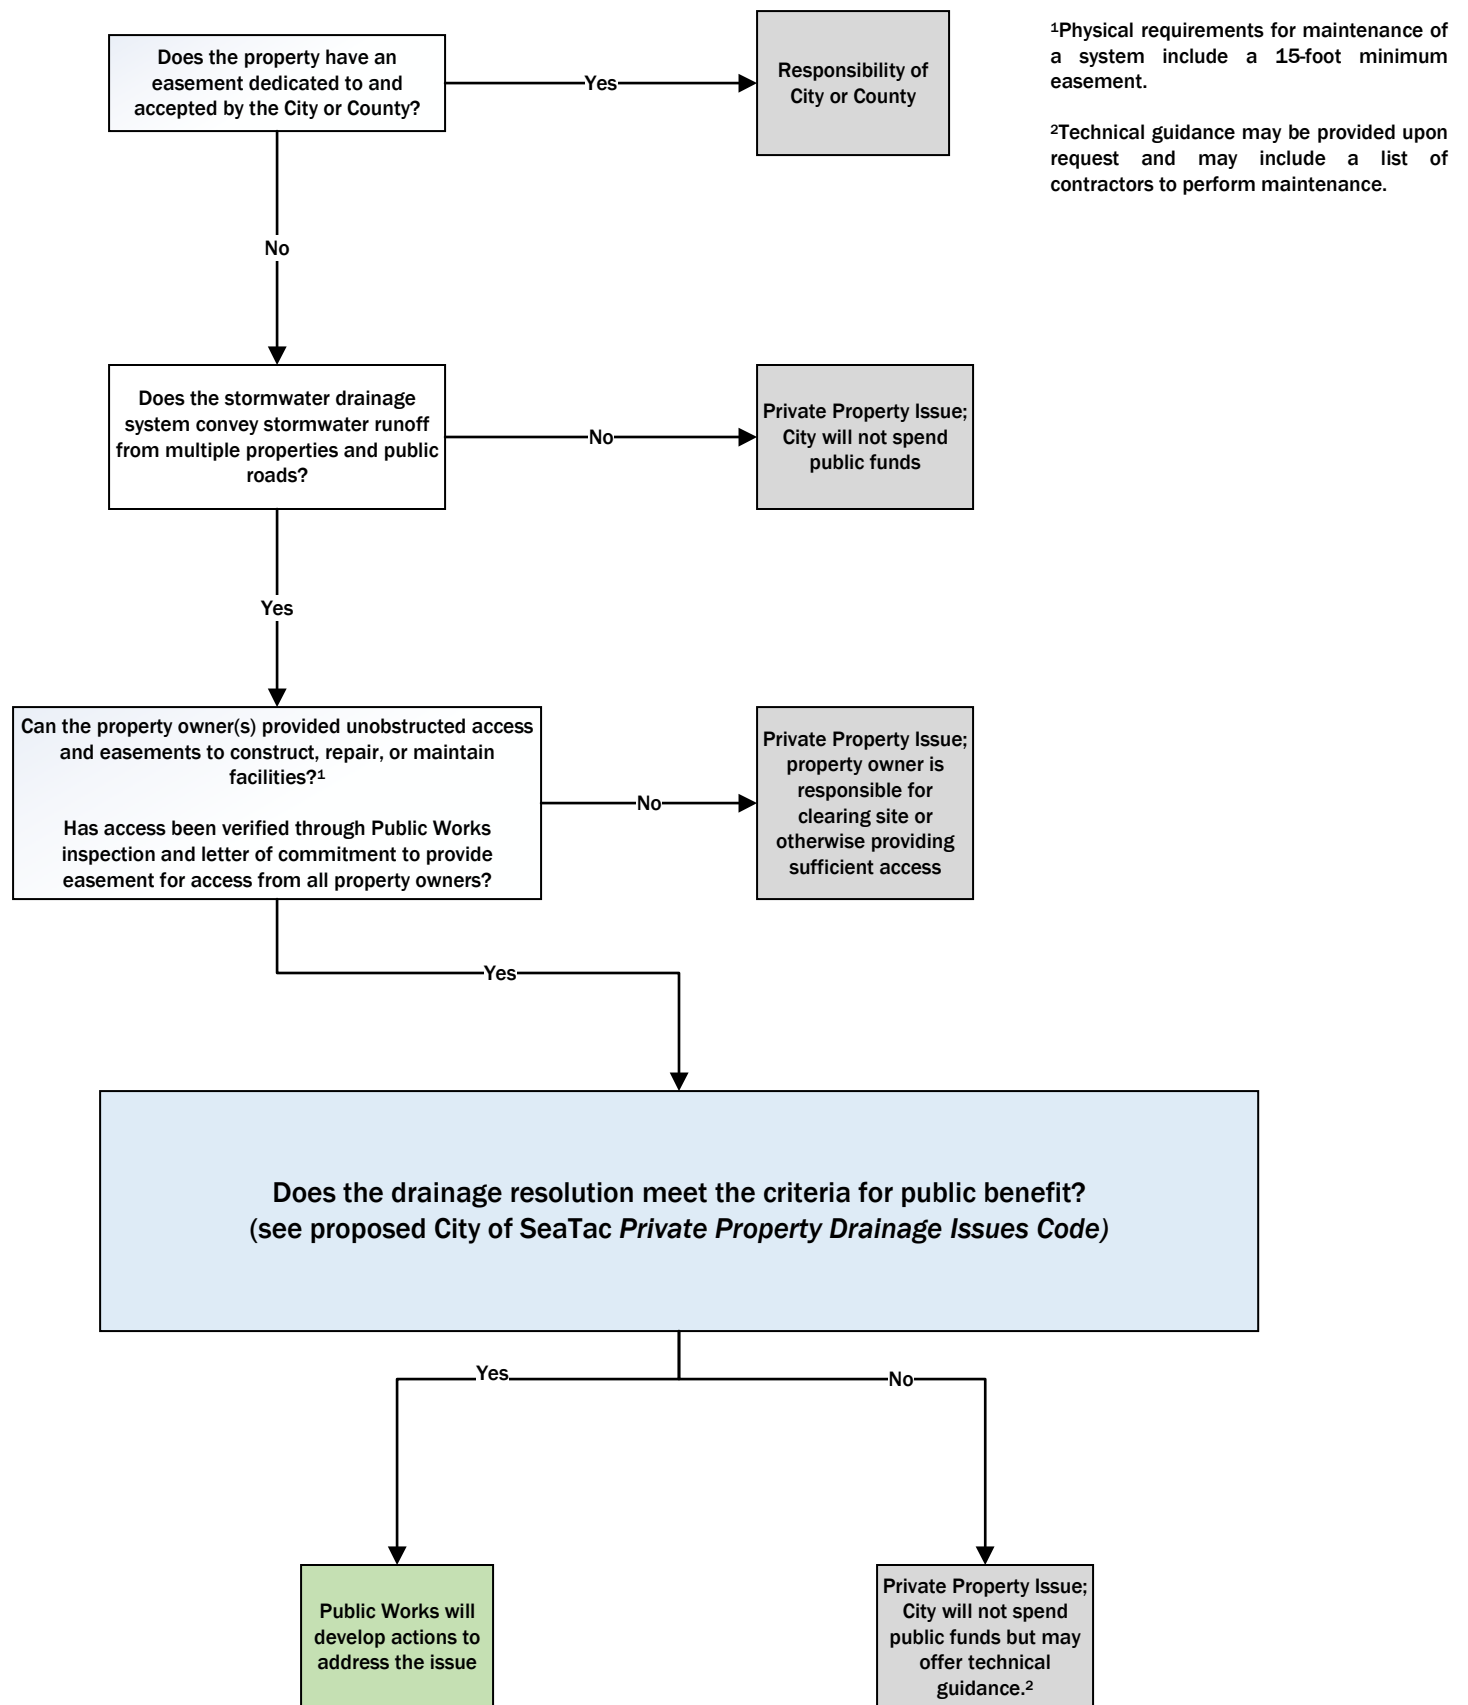 Does the property have an
easement dedicated to and
accepted by the City or County?
Yes
Responsibility of
City or County
¹Physical requirements for maintenance of
a system include a 15-foot minimum
easement.
²Technical guidance may be provided upon
request and may include a list of
contractors to perform maintenance.
No
Does the stormwater drainage
system convey stormwater runoff
from multiple properties and public
roads?
No
Private Property Issue;
City will not spend
public funds
Yes
Can the property owner(s) provided unobstructed access
and easements to construct, repair, or maintain
facilities?¹
Has access been verified through Public Works
inspection and letter of commitment to provide
easement for access from all property owners?
No
Private Property Issue;
property owner is
responsible for
clearing site or
otherwise providing
sufficient access
Yes
Does the drainage resolution meet the criteria for public benefit?
(see proposed City of SeaTac Private Property Drainage Issues Code)
Yes
No
Public Works will
develop actions to
address the issue
Private Property Issue;
City will not spend
public funds but may
offer technical
guidance.²